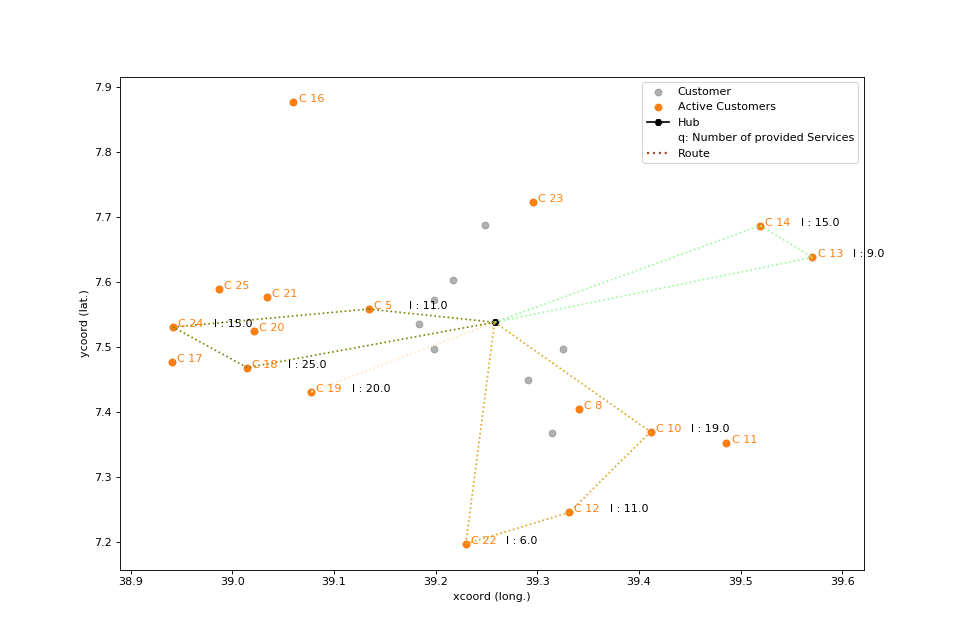 7.9
7.8
7.7
7.6
7.5
7.4
7.3
7.2
ycoord (lat.)
38.9 39.0 39.1 39.2 39.3 39.4 39.5 39.6
xcoord (long.)
Customer
Active Customers
Hub
q: Number of provided Services
Route
C 16
C 23
C 14 l : 15.0
C 13 l : 9.0
C 25
C 21
C 5 l : 11.0
C 24 l : 15.0
C 20
C 17
C 18 l : 25.0
C 19 l : 20.0
C 8
C 10 l : 19.0
C 11
C 12 l : 11.0
C 22 l : 6.0